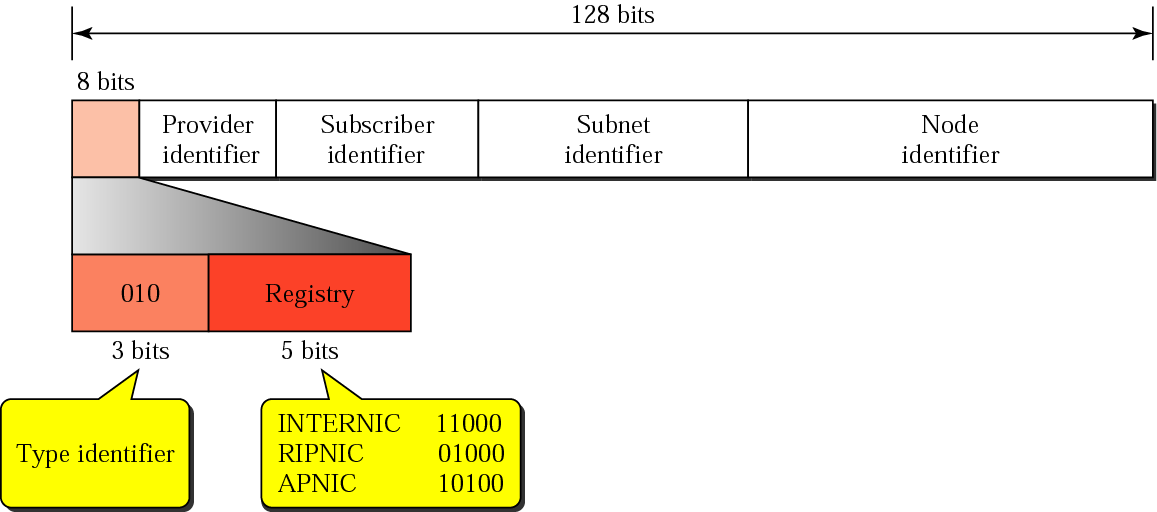 128 bits
8 bits
Provider
identifier
Subscriber
identifier
Subnet
identifier
Node
identifier
010
Registry
3 bits
5 bits
Type identifier
INTERNIC 11000
RIPNIC 01000
APNIC 10100